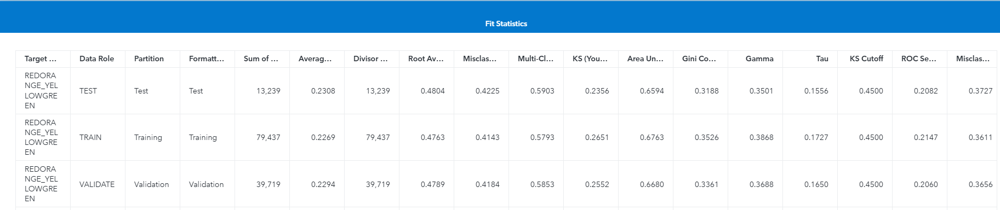 Fit Statistics
Target ... Data Role Partition Formatt... Sum of ... Averag... Divisor ... Root Av... Misclas... Multi-Cl... KS (You... Area Un... Gini Co... Gamma Tau KS Cutoff ROC Se... Misclas...
REDORA
NGE_YEL
LOWGRE
EN
TEST Test Test 13,239 0.2308 13,239 0.4804 0.4225 0.5903 0.2356 0.6594 0.3188 0.3501 0.1556 0.4500 0.2082 0.3727
REDORA
NGE_YEL
LOWGRE
EN
TRAIN Training Training 79,437 0.2269 79,437 0.4763 0.4143 0.5793 0.2651 0.6763 0.3526 0.3868 0.1727 0.4500 0.2147 0.3611
REDORA
NGE_YEL
LOWGRE
EN
VALIDATE Validation Validation 39,719 0.2294 39,719 0.4789 0.4184 0.5853 0.2552 0.6680 0.3361 0.3688 0.1650 0.4500 0.2060 0.3656